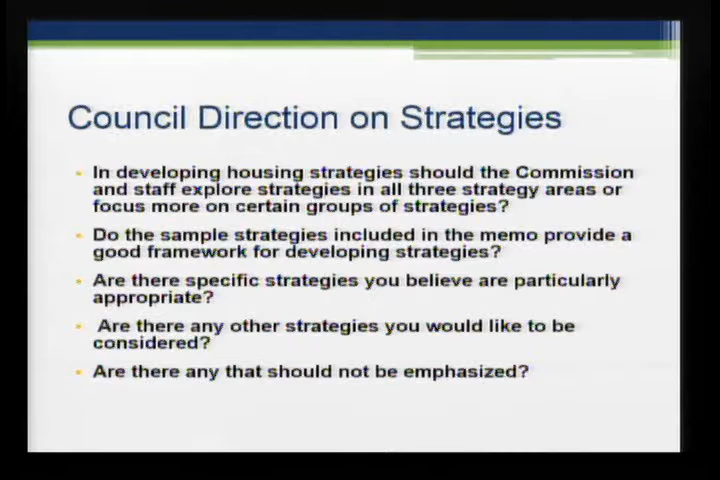 Council Direction on Strategies
In developing housing strategies should the Commission
and staff explore strategies in all three strategy areas or
focus more on certain groups of strategies?
Do the sample strategies included in the memo provide a
good framework for developing strategies?
Are there specific strategies you believe are particularly
appropriate?
Are there any other strategies you would like to be
considered?
Are there any that should not be emphasized?